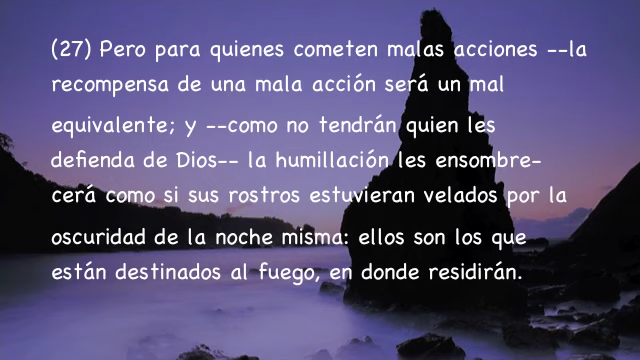 (27) Pero para quienes cometen malas acciones --la
recompensa de una mala acción será un mal
equivalente; y --como no tendrán quien les
defienda de Dios-- la humillación les ensombre-
cerá como si sus rostros estuvieran velados por la
oscuridad de la noche misma: ellos son los que
están destinados al fuego, en donde residirán.